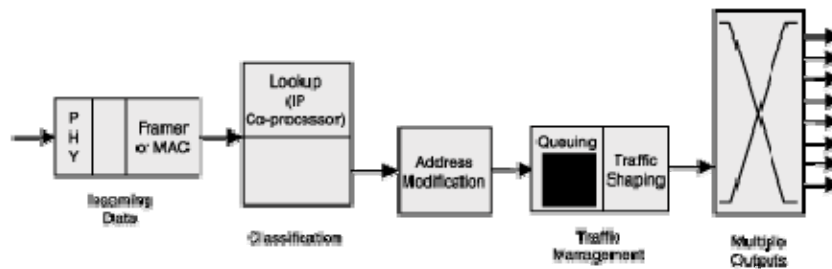 P
H
Y
Framer
or MAC
Incoming
Data
Lookup
(IP
Co-processor)
Classification
Address
Modification
Queuing
Traffic
Shaping
Traffic
Management
Multiple
Outputs